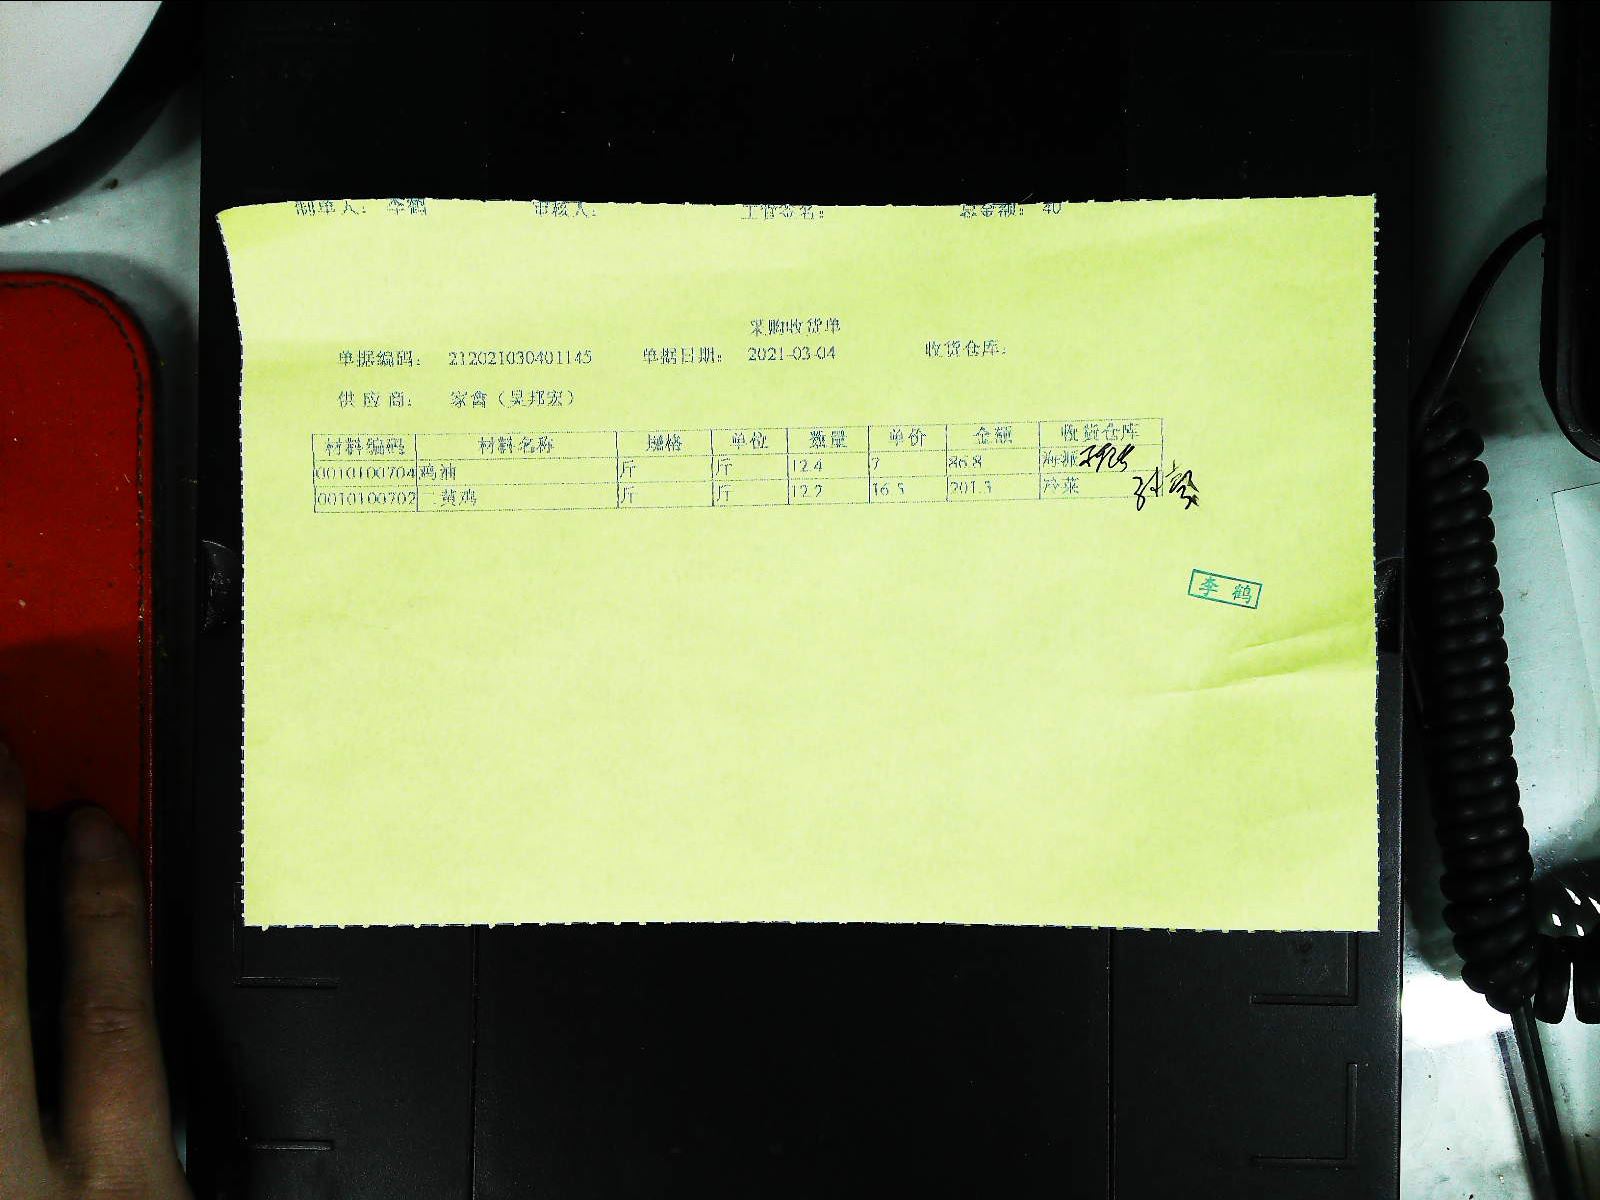 制单人： 李鹤 审核人： 主管签名： 总金额： 40
采购收货单
单据编码： 212021030401145 单据日期： 2021-03-04 收货仓库：
供 应 商： 家禽（吴邦宏）
材料编码 材料名称 规格 单位 数量 单价 金额 收货仓库
0010100704 鸡油 斤 斤 12.4 7 86.8 海派
0010100702 三黄鸡 斤 斤 12.2 16.5 201.3 冷菜
李 鹤